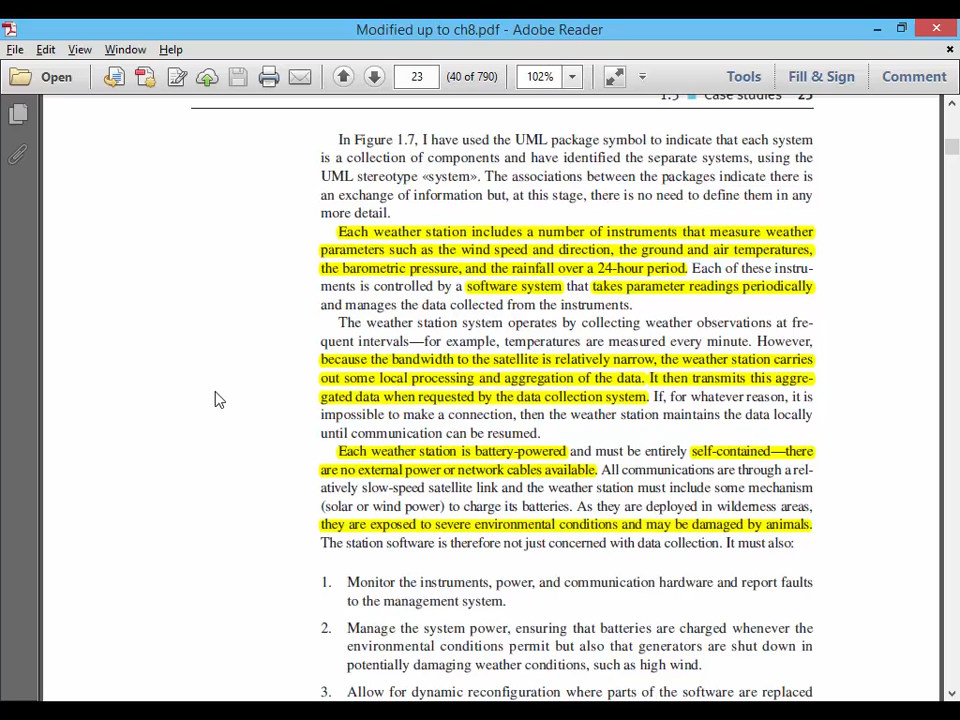 Modified up to ch8.pdf - Adobe Reader
File Edit View Window Help
Open 23 (40 of 790) 102% Tools Fill & Sign Comment
1.3 Case studies 23
In Figure 1.7, I have used the UML package symbol to indicate that each system
is a collection of components and have identified the separate systems, using the
UML stereotype «system». The associations between the packages indicate there is
an exchange of information but, at this stage, there is no need to define them in any
more detail.
Each weather station includes a number of instruments that measure weather
parameters such as the wind speed and direction, the ground and air temperatures,
the barometric pressure, and the rainfall over a 24-hour period. Each of these instru-
ments is controlled by a software system that takes parameter readings periodically
and manages the data collected from the instruments.
The weather station system operates by collecting weather observations at fre-
quent intervals—for example, temperatures are measured every minute. However,
because the bandwidth to the satellite is relatively narrow, the weather station carries
out some local processing and aggregation of the data. It then transmits this aggre-
gated data when requested by the data collection system. If, for whatever reason, it is
impossible to make a connection, then the weather station maintains the data locally
until communication can be resumed.
Each weather station is battery-powered and must be entirely self-contained—there
are no external power or network cables available. All communications are through a rel-
atively slow-speed satellite link and the weather station must include some mechanism
(solar or wind power) to charge its batteries. As they are deployed in wilderness areas,
they are exposed to severe environmental conditions and may be damaged by animals.
The station software is therefore not just concerned with data collection. It must also:
1. Monitor the instruments, power, and communication hardware and report faults
to the management system.
2. Manage the system power, ensuring that batteries are charged whenever the
environmental conditions permit but also that generators are shut down in
potentially damaging weather conditions, such as high wind.
3. Allow for dynamic reconfiguration where parts of the software are replaced